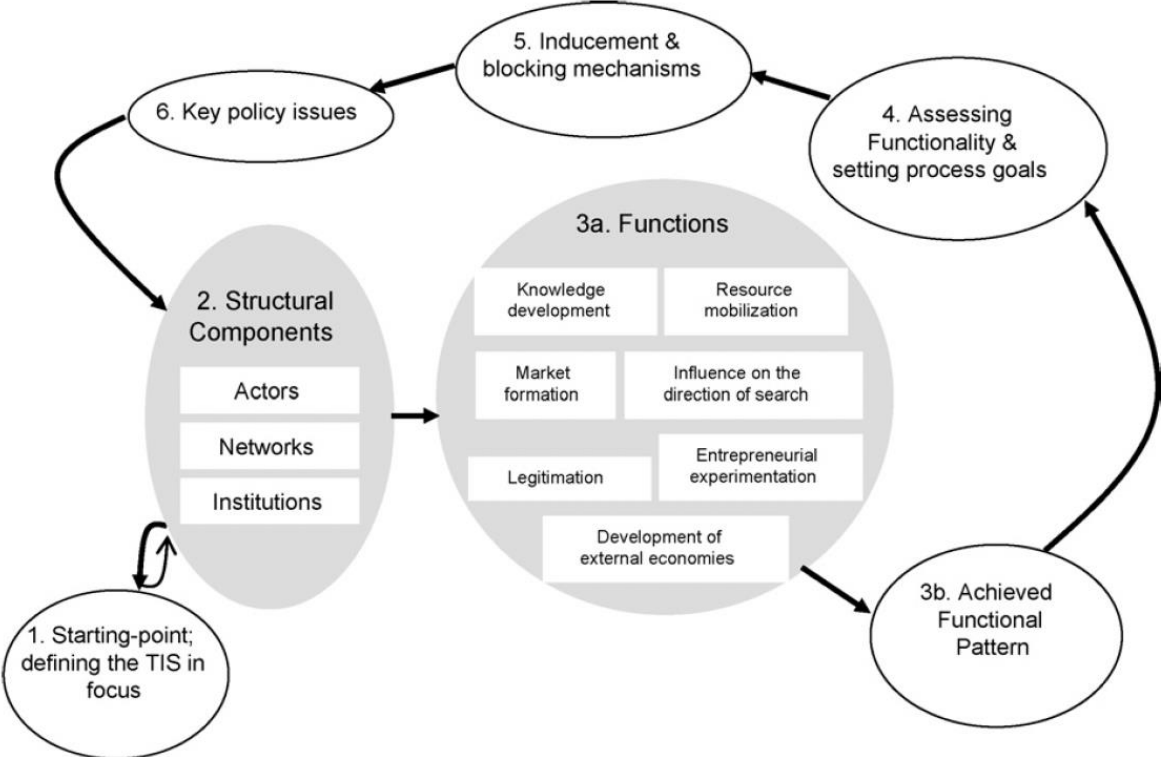 5. Inducement &
blocking mechanisms
6. Key policy issues
4. Assessing
Functionality &
setting process goals
3a. Functions
Knowledge
development
Resource
mobilization
2. Structural
Components
Market
formation
Influence on the
direction of search
Actors
Networks
Institutions
Legitimation
Entrepreneurial
experimentation
Development of
external economies
1. Starting-point;
defining the TIS in
focus
3b. Achieved
Functional
Pattern